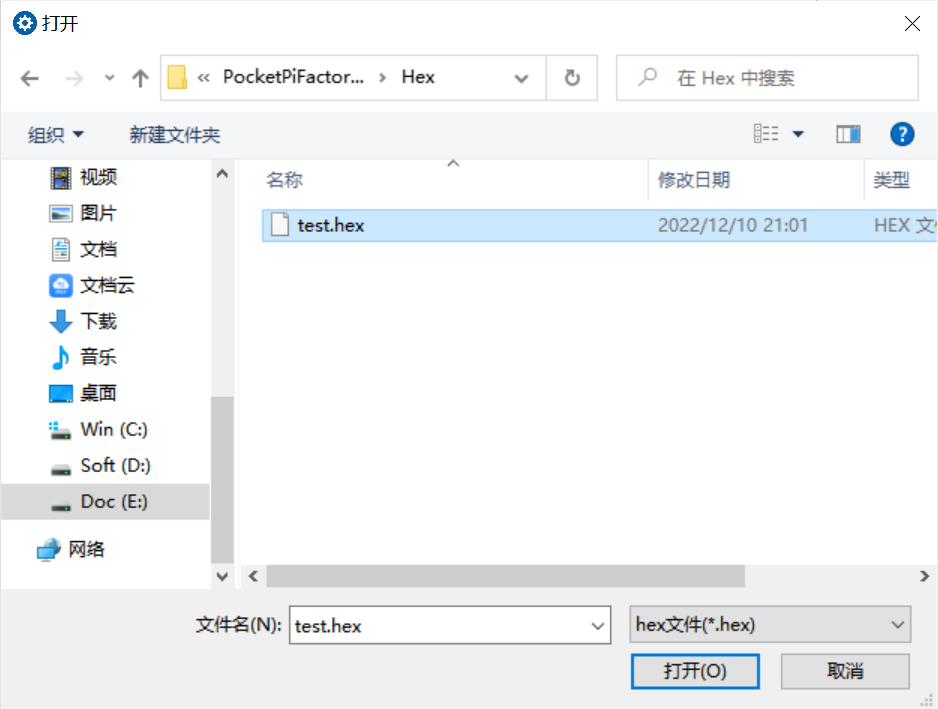 打开
« PocketPiFactor... › Hex
在 Hex 中搜索
组织 新建文件夹
?
名称 修改日期 类型
视频
图片
文档
文档云
下载
音乐
桌面
Win (C:)
Soft (D:)
Doc (E:)
网络
test.hex 2022/12/10 21:01 HEX 文
文件名(N): test.hex hex文件(*.hex)
打开(O) 取消